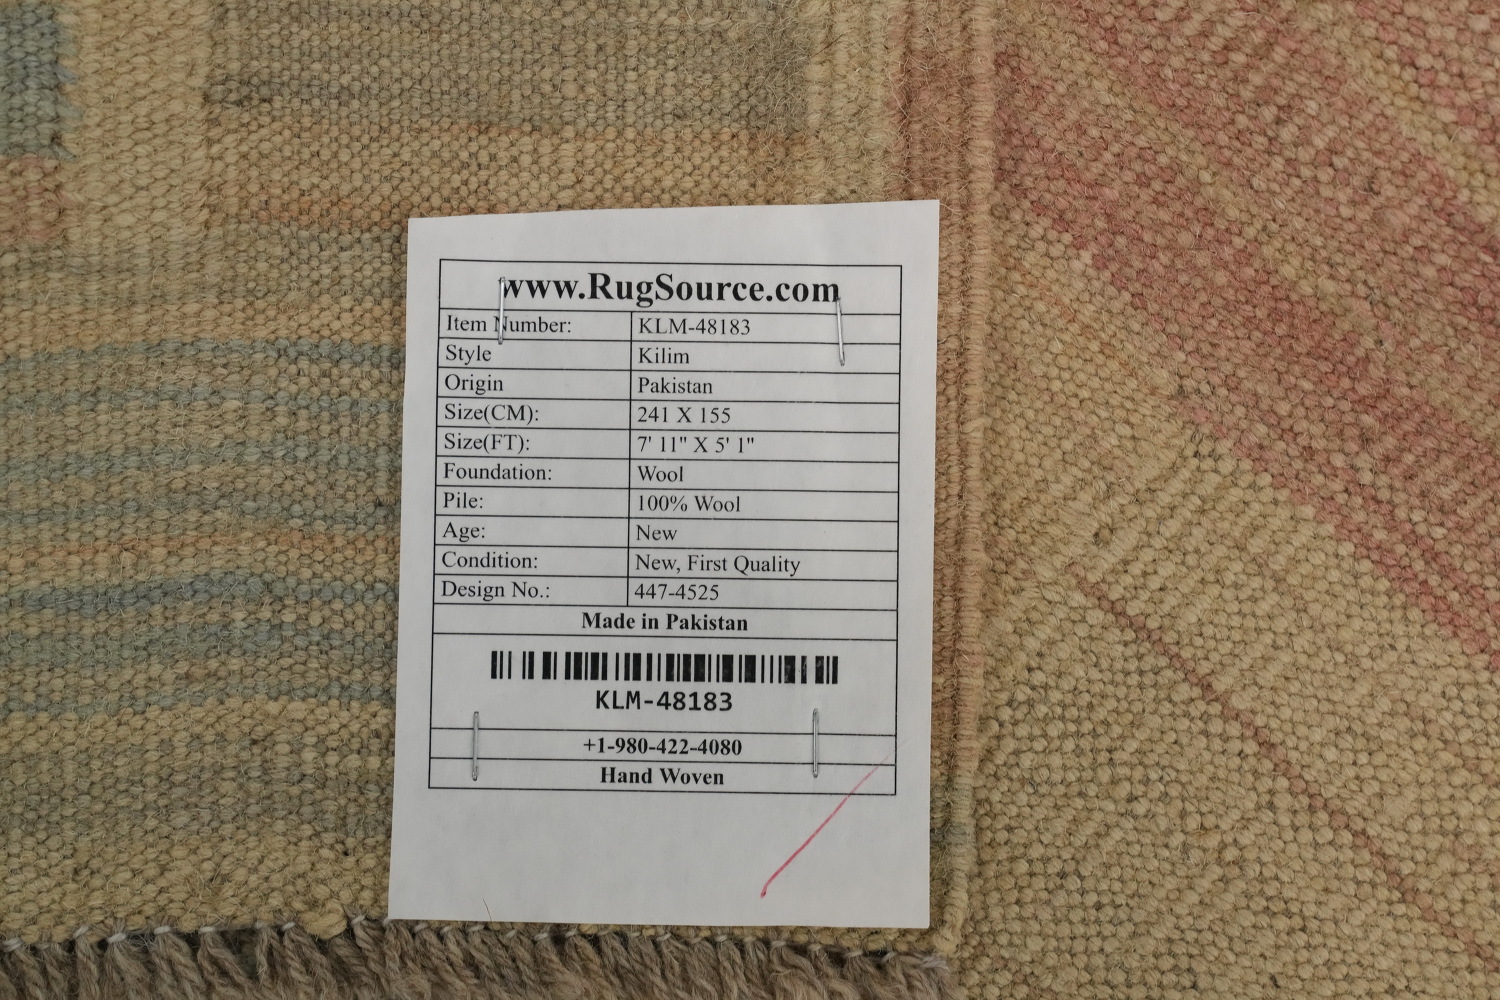 www.RugSource.com
Item Number: KLM-48183
Style Kilim
Origin Pakistan
Size(CM): 241 X 155
Size(FT): 7' 11" X 5' 1"
Foundation: Wool
Pile: 100% Wool
Age: New
Condition: New, First Quality
Design No.: 447-4525
Made in Pakistan
KLM-48183
+1-980-422-4080
Hand Woven